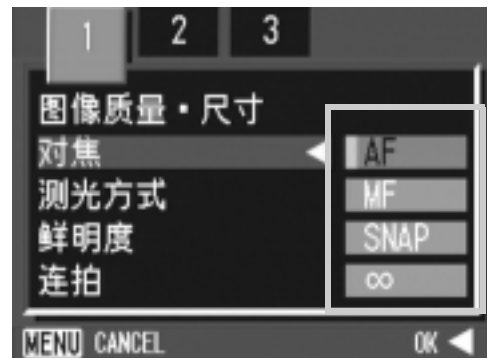 1 2 3
图像质量·尺寸
对焦 ◀ AF
测光方式 MF
鲜明度 SNAP
连拍 ∞
MENU CANCEL OK ◀